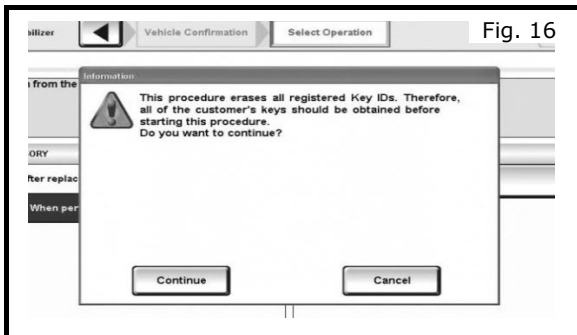 Fig. 16
bilizer
Vehicle Confirmation
Select Operation
from the
Information
This procedure erases all registered Key IDs. Therefore,
all of the customer's keys should be obtained before
starting this procedure.
Do you want to continue?
ORY
fter replac
When per
Continue
Cancel